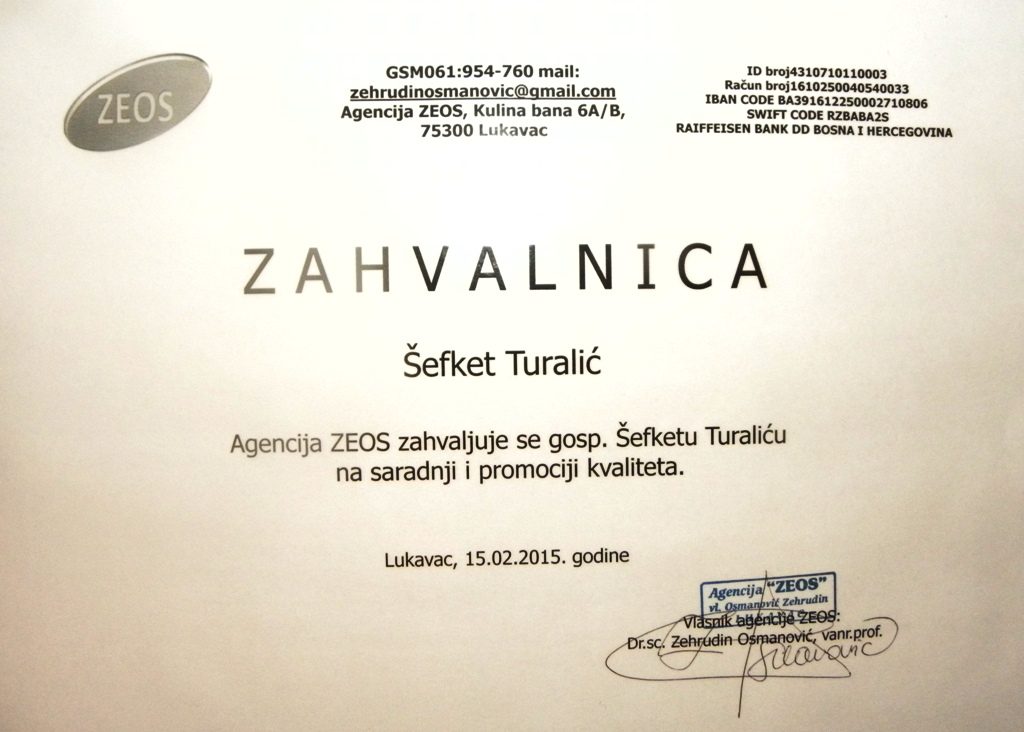 ZEOS
GSM061:954-760 mail:
zehrudinosmanovic@gmail.com
Agencija ZEOS, Kulina bana 6A/B,
75300 Lukavac
ID broj4310710110003
Račun broj1610250040540033
IBAN CODE BA391612250002710806
SWIFT CODE RZBABA2S
RAIFFEISEN BANK DD BOSNA I HERCEGOVINA
ZAHVALNICA
Šefket Turalić
Agencija ZEOS zahvaljuje se gosp. Šefketu Turaliću
na saradnji i promociji kvaliteta.
Lukavac, 15.02.2015. godine
Agencija "ZEOS"
vl. Osmanović Zehrudin
Vlasnik agencije ZEOS:
Dr.sc. Zehrudin Osmanović, vanr.prof.